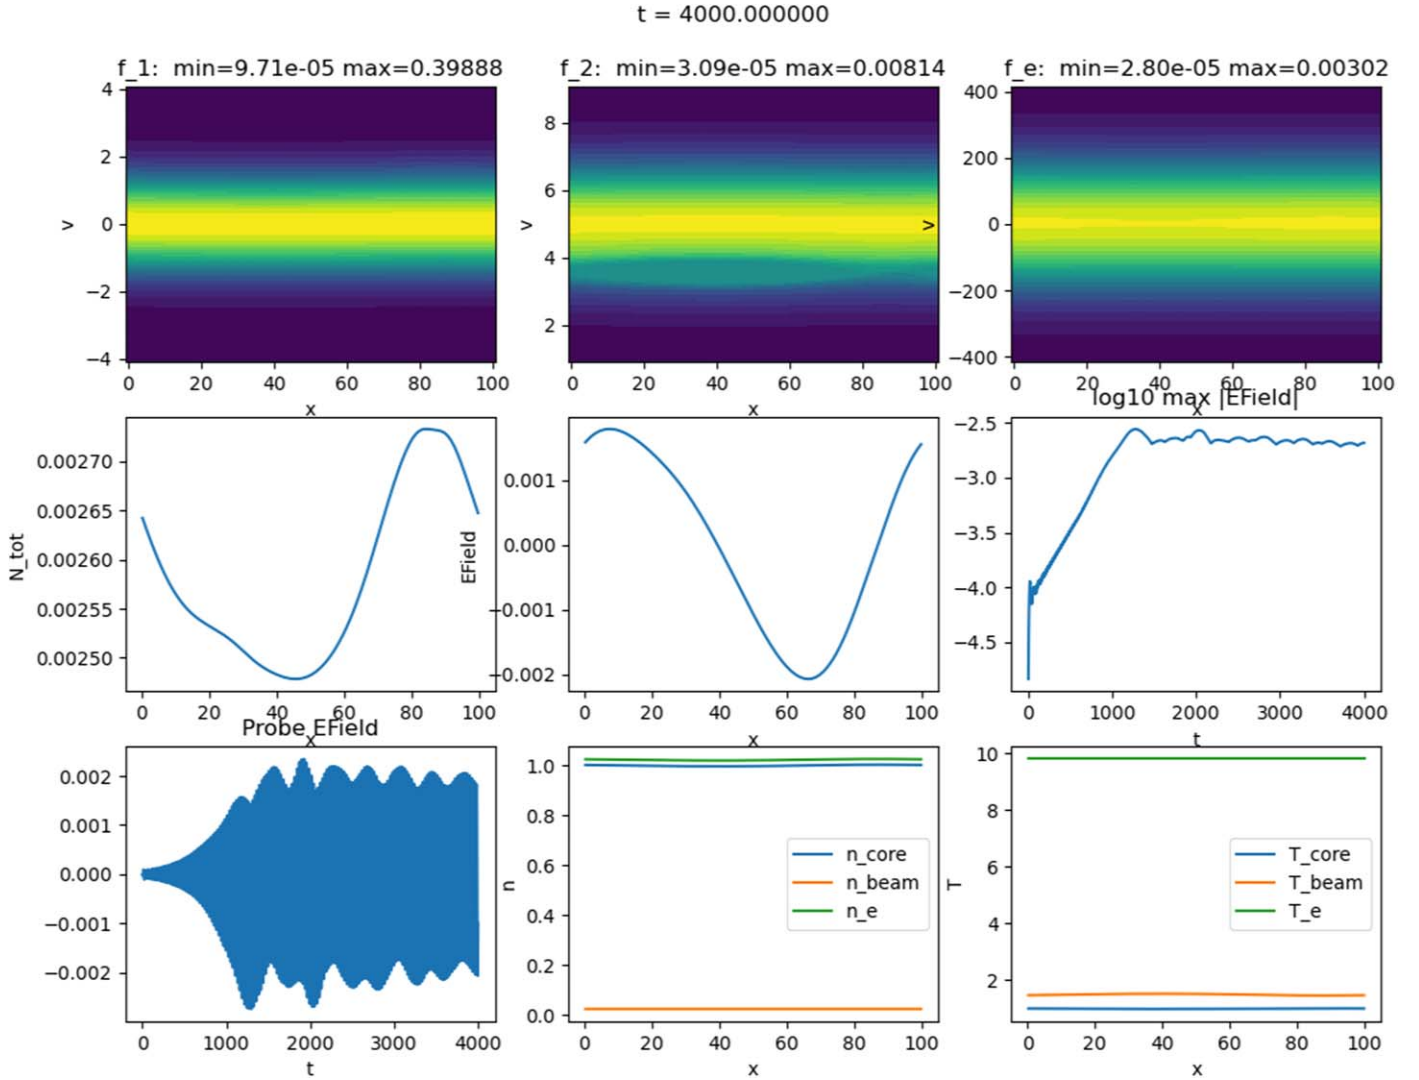 t = 4000.000000
f_1: min=9.71e-05 max=0.39888
f_2: min=3.09e-05 max=0.00814
f_e: min=2.80e-05 max=0.00302
4
2
0
−2
−4
v
0 20 40 60 80 100
x
8
6
4
2
v
0 20 40 60 80 100
x
400
200
0
−200
−400
v
0 20 40 60 80 100
x
0.00270
0.00265
0.00260
0.00255
0.00250
N_tot
0 20 40 60 80 100
x
0.001
0.000
−0.001
−0.002
EField
0 20 40 60 80 100
x
log10 max |EField|
−2.5
−3.0
−3.5
−4.0
−4.5
0 1000 2000 3000 4000
t
Probe EField
0.002
0.001
0.000
−0.001
−0.002
0 1000 2000 3000 4000
t
1.0
0.8
0.6
0.4
0.2
0.0
n
n_core
n_beam
n_e
0 20 40 60 80 100
x
10
8
6
4
2
T
T_core
T_beam
T_e
0 20 40 60 80 100
x